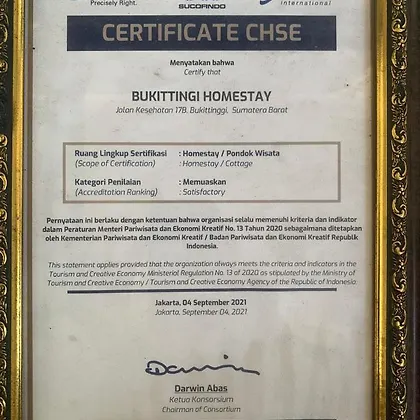 Precisely Right.
SUCOFINDO
International
CERTIFICATE CHSE
Menyatakan bahwa
Certify that
BUKITTINGI HOMESTAY
Jalan Kesehatan 17B, Bukittinggi, Sumatera Barat
Ruang Lingkup Sertifikasi : Homestay / Pondok Wisata
(Scope of Certification) : Homestay / Cottage
Kategori Penilaian : Memuaskan
(Accreditation Ranking) : Satisfactory
Pernyataan ini berlaku dengan ketentuan bahwa organisasi selalu memenuhi kriteria dan indikator
dalam Peraturan Menteri Pariwisata dan Ekonomi Kreatif No. 13 Tahun 2020 sebagaimana ditetapkan
oleh Kementerian Pariwisata dan Ekonomi Kreatif / Badan Pariwisata dan Ekonomi Kreatif Republik
Indonesia.
This statement applies provided that the organization always meets the criteria and indicators in the
Tourism and Creative Economy Ministerial Regulation No. 13 of 2020 as stipulated by the Ministry of
Tourism and Creative Economy / Tourism and Creative Economy Agency of the Republic of Indonesia.
Jakarta, 04 September 2021
Jakarta, September 04, 2021
Darwin
Darwin Abas
Ketua Konsorsium
Chairman of Consortium